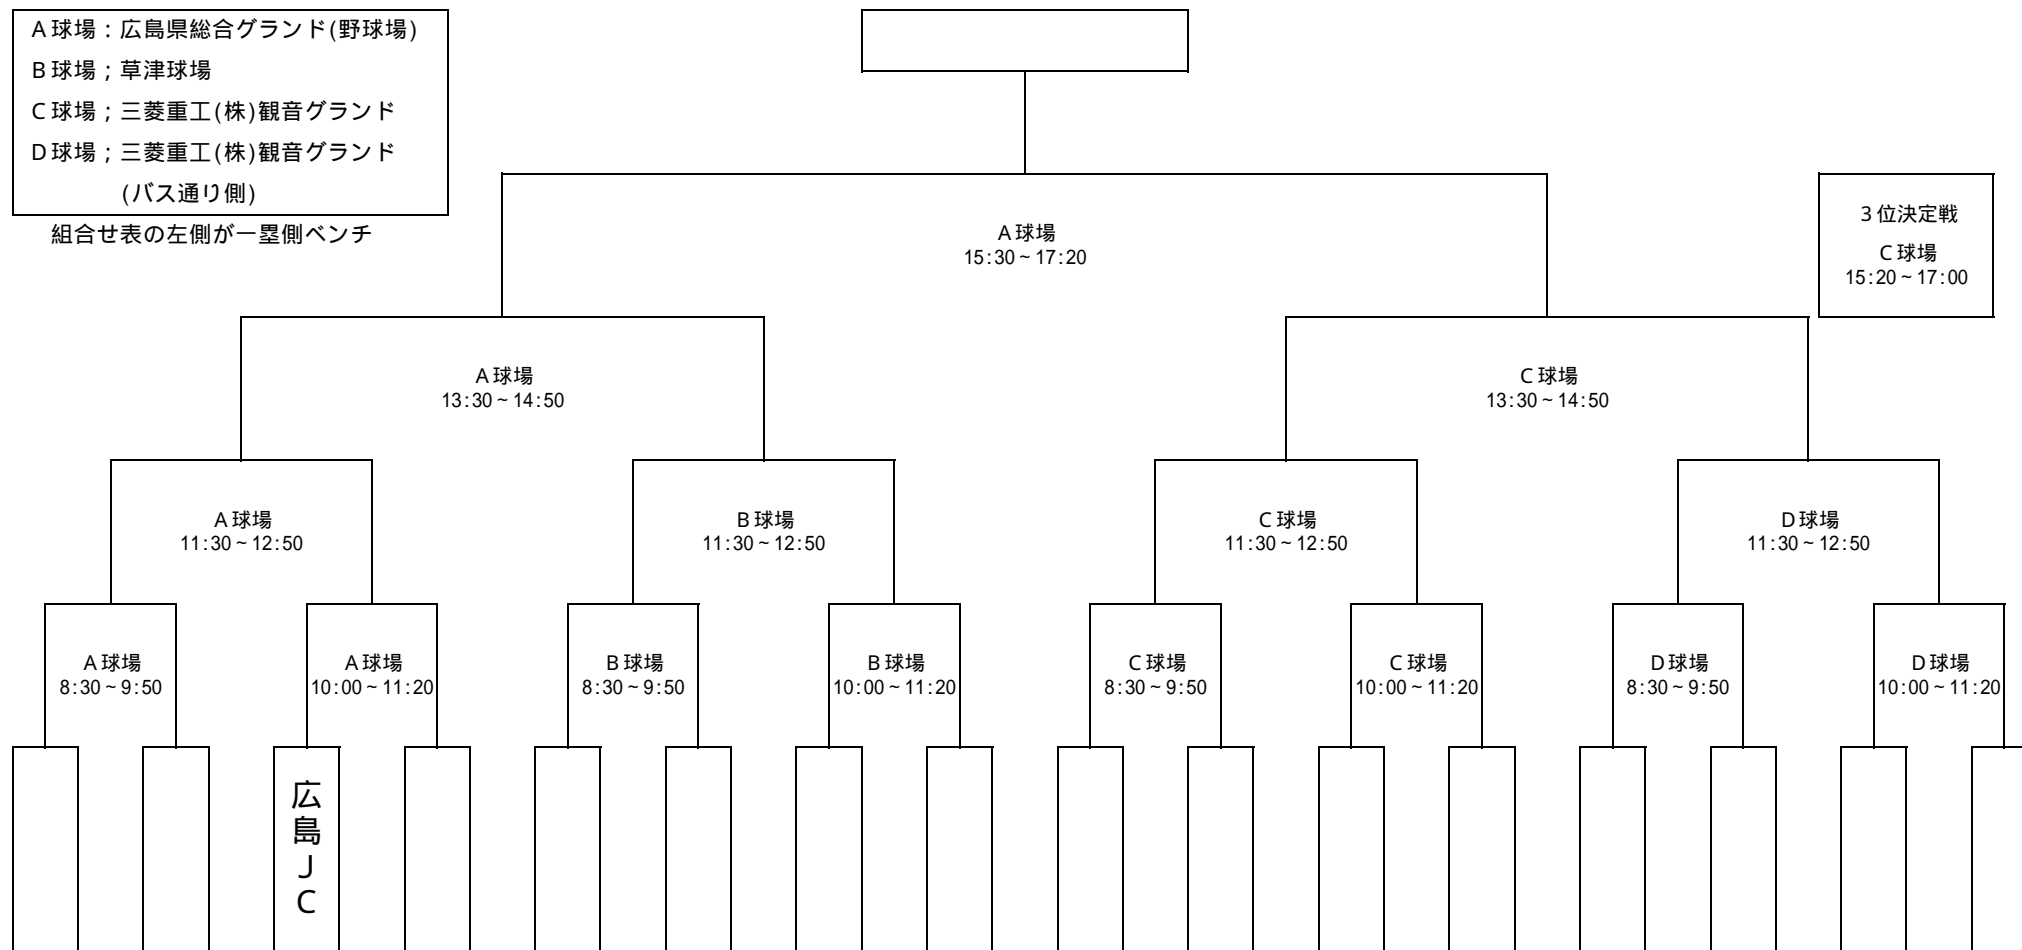 A球場：広島県総合グランド(野球場)
B球場；草津球場
C球場；三菱重工(株)観音グランド
D球場；三菱重工(株)観音グランド
(バス通り側)
組合せ表の左側が一塁側ベンチ
A球場
15:30~17:20
3位決定戦
C球場
15:20~17:00
A球場
13:30~14:50
C球場
13:30~14:50
A球場
11:30~12:50
B球場
11:30~12:50
C球場
11:30~12:50
D球場
11:30~12:50
A球場
8:30~9:50
A球場
10:00~11:20
B球場
8:30~9:50
B球場
10:00~11:20
C球場
8:30~9:50
C球場
10:00~11:20
D球場
8:30~9:50
D球場
10:00~11:20
広島JC